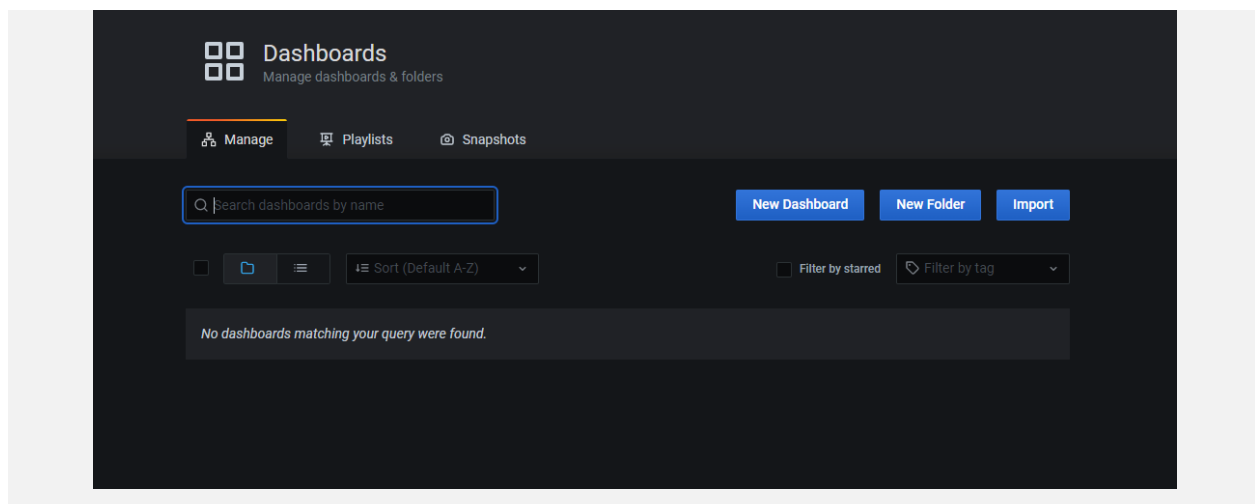 Dashboards
Manage dashboards & folders
Manage Playlists Snapshots
Search dashboards by name New Dashboard New Folder Import
Sort (Default A-Z) Filter by starred Filter by tag
No dashboards matching your query were found.